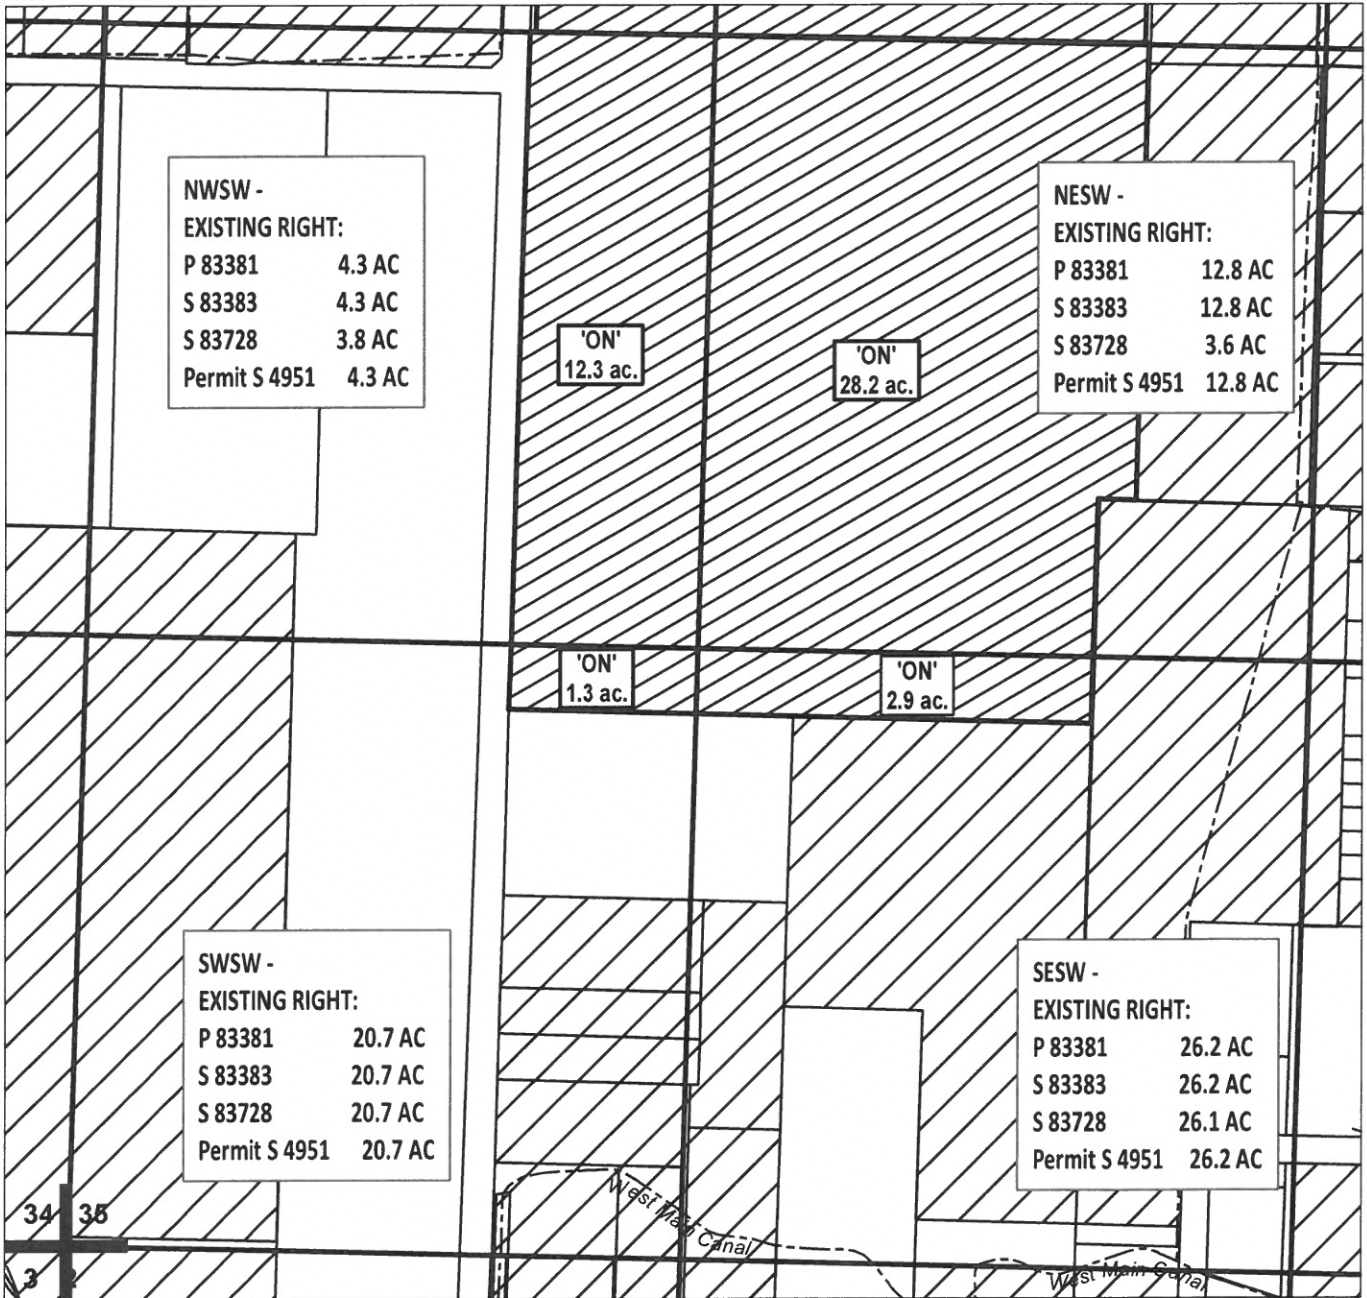 NWSW -
EXISTING RIGHT:
P 83381 4.3 AC
S 83383 4.3 AC
S 83728 3.8 AC
Permit S 4951 4.3 AC
NESW -
EXISTING RIGHT:
P 83381 12.8 AC
S 83383 12.8 AC
S 83728 3.6 AC
Permit S 4951 12.8 AC
'ON'
12.3 ac.
'ON'
28.2 ac.
'ON'
1.3 ac.
'ON'
2.9 ac.
SWSW -
EXISTING RIGHT:
P 83381 20.7 AC
S 83383 20.7 AC
S 83728 20.7 AC
Permit S 4951 20.7 AC
SESW -
EXISTING RIGHT:
P 83381 26.2 AC
S 83383 26.2 AC
S 83728 26.1 AC
Permit S 4951 26.2 AC
West Main Canal
34 35
3 2
West Main Canal